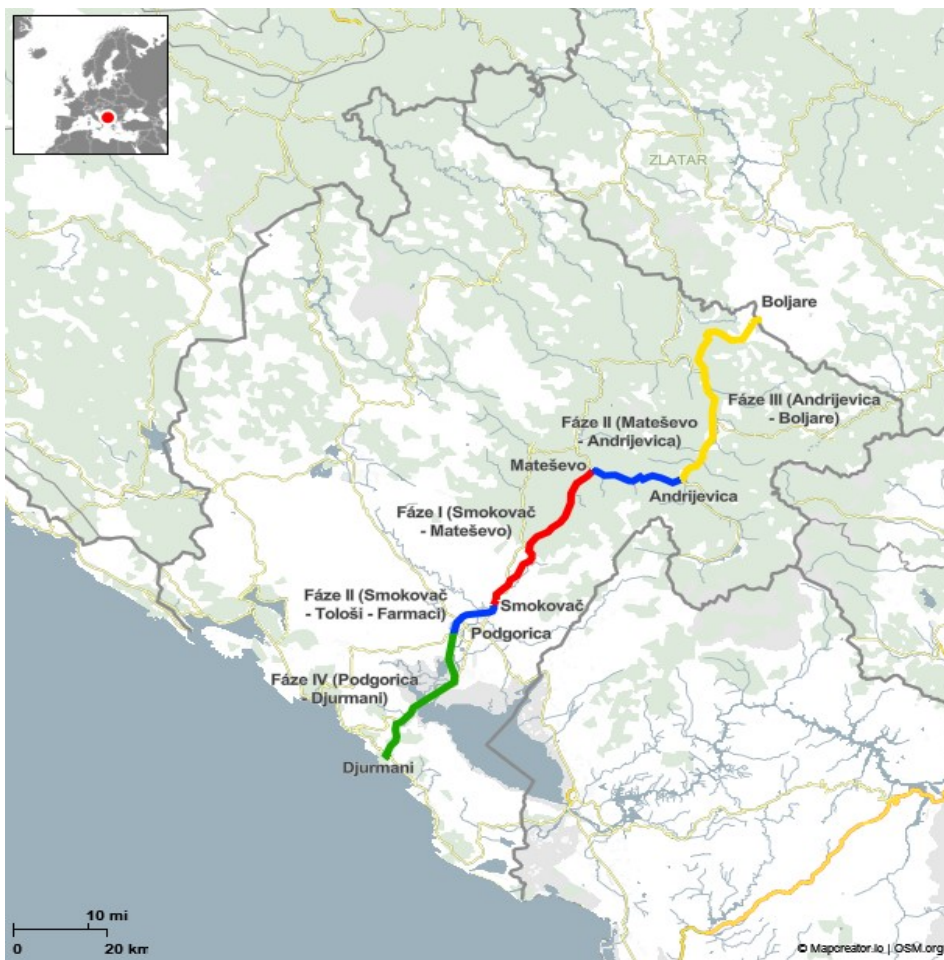 ZLATAR
Boljare
Fáze III (Andrijevica
- Boljare)
Fáze II (Mateševo
- Andrijevica)
Mateševo
Andrijevica
Fáze I (Smokovač
- Mateševo)
Fáze II (Smokovač
- Tološi - Farmaci)
Smokovač
Podgorica
Fáze IV (Podgorica
- Djurmani)
Djurmani
10 mi
0 20 km
© Mapcreator.io | OSM.org